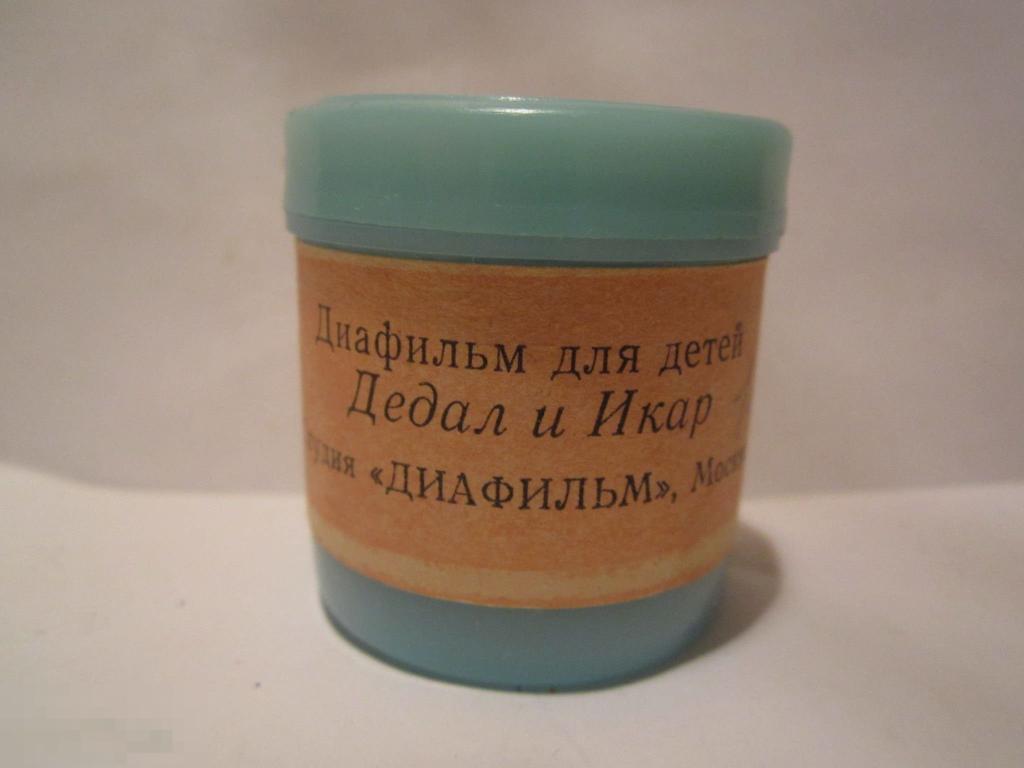 Диафильм для детей
Дедал и Икар
«ДИАФИЛЬМ»,